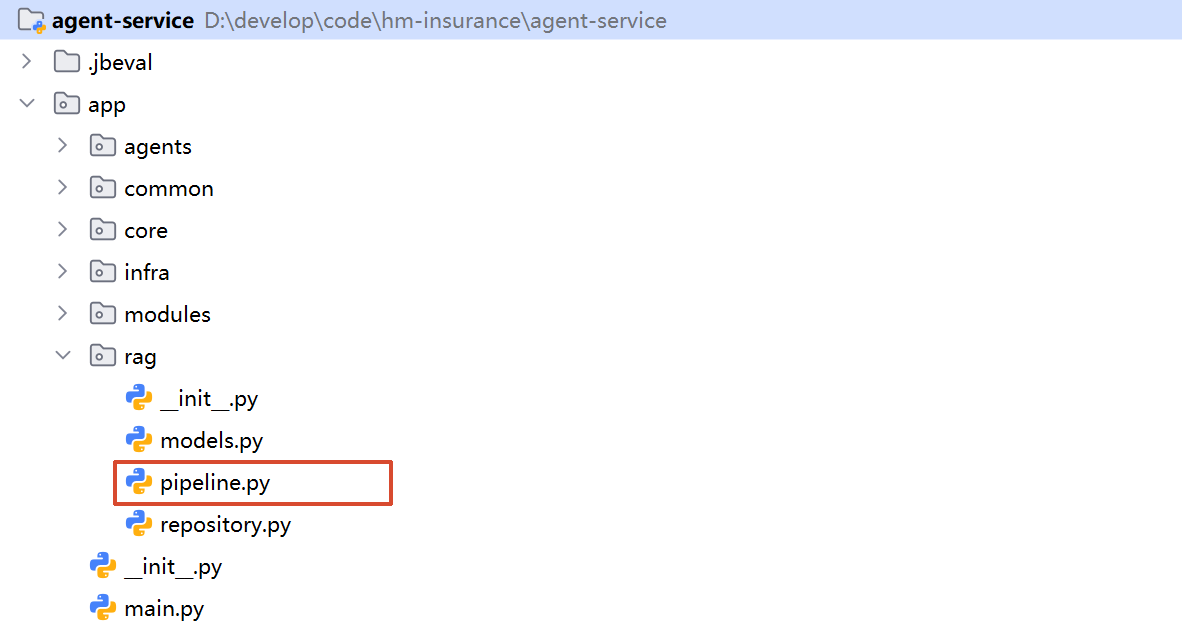 agent-service D:\develop\code\hm-insurance\agent-service
.jbeval
app
agents
common
core
infra
modules
rag
__init__.py
models.py
pipeline.py
repository.py
__init__.py
main.py